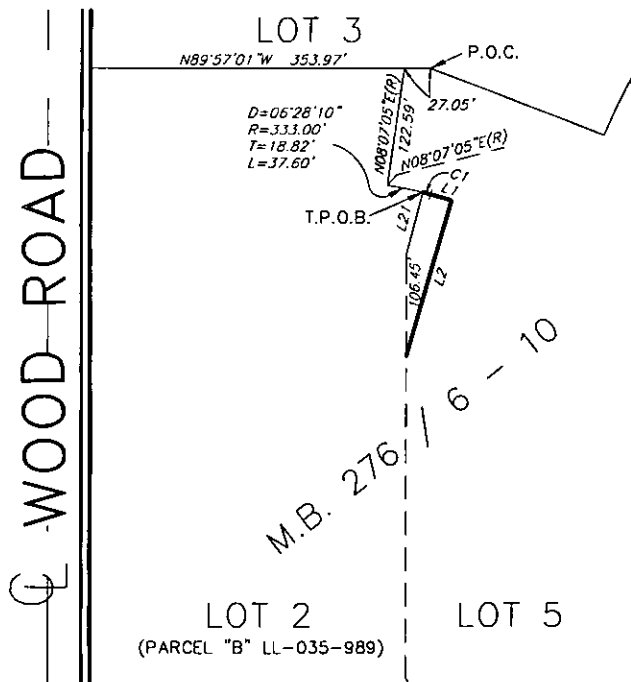 LOT 3
N89°57'01"W 353.97'
P.O.C.
27.05'
D=06°28'10"
R=333.00'
T=18.82'
L=37.60'
N08°07'05"E(R)
122.59'
N08°07'05"E(R)
C1
L1
T.P.O.B.
L21
L2
106.45'
WOOD ROAD
CL
M.B. 276 / 6 - 10
LOT 2
(PARCEL "B" LL-035-989)
LOT 5